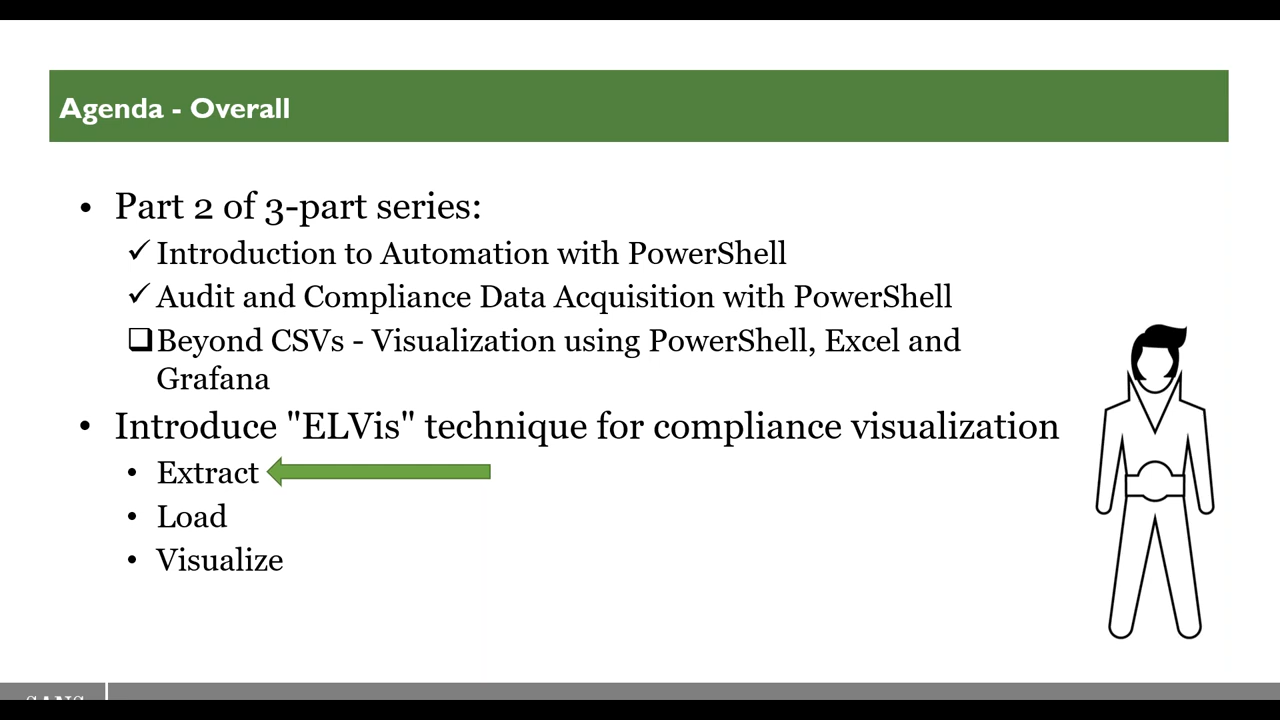 Agenda - Overall
• Part 2 of 3-part series:
✓ Introduction to Automation with PowerShell
✓ Audit and Compliance Data Acquisition with PowerShell
❑ Beyond CSVs - Visualization using PowerShell, Excel and
Grafana
• Introduce "ELVis" technique for compliance visualization
• Extract
• Load
• Visualize
SANS